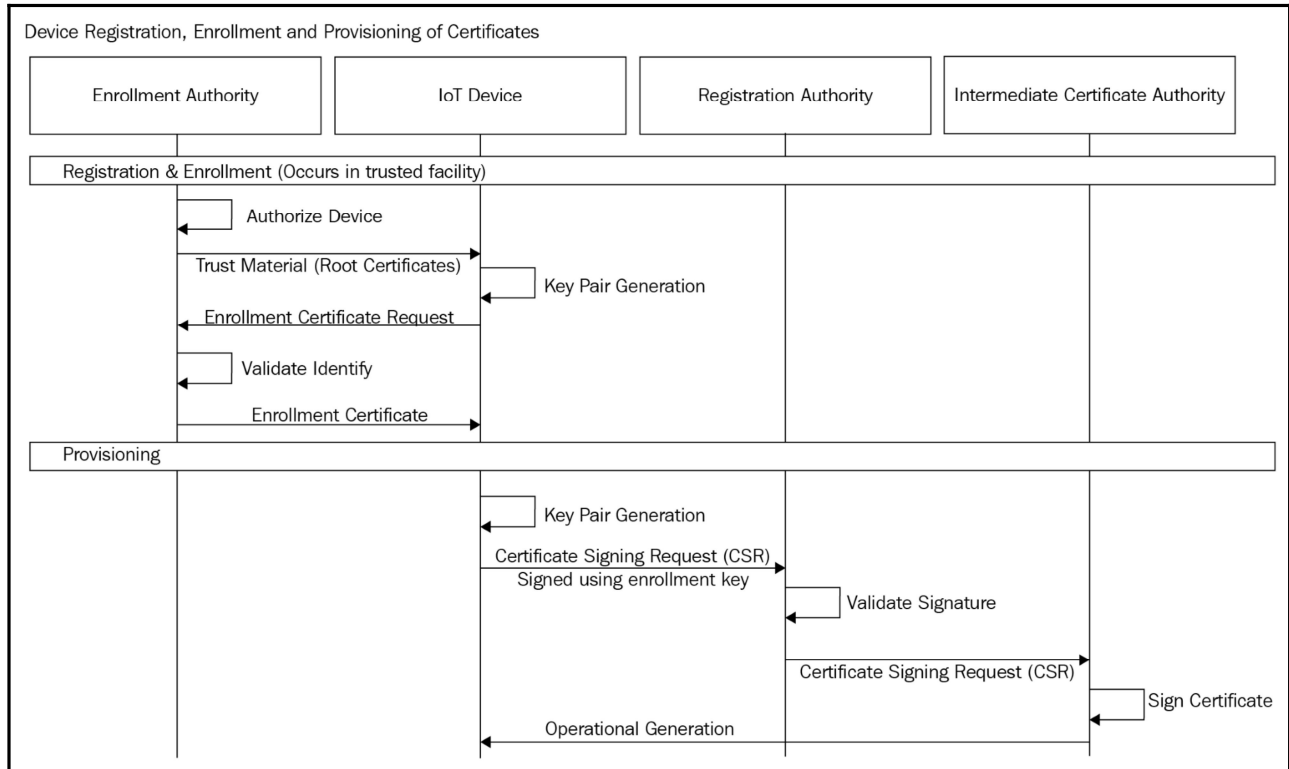 Device Registration, Enrollment and Provisioning of Certificates
Enrollment Authority
IoT Device
Registration Authority
Intermediate Certificate Authority
Registration & Enrollment (Occurs in trusted facility)
Authorize Device
Trust Material (Root Certificates)
Key Pair Generation
Enrollment Certificate Request
Validate Identify
Enrollment Certificate
Provisioning
Key Pair Generation
Certificate Signing Request (CSR)
Signed using enrollment key
Validate Signature
Certificate Signing Request (CSR)
Sign Certificate
Operational Generation